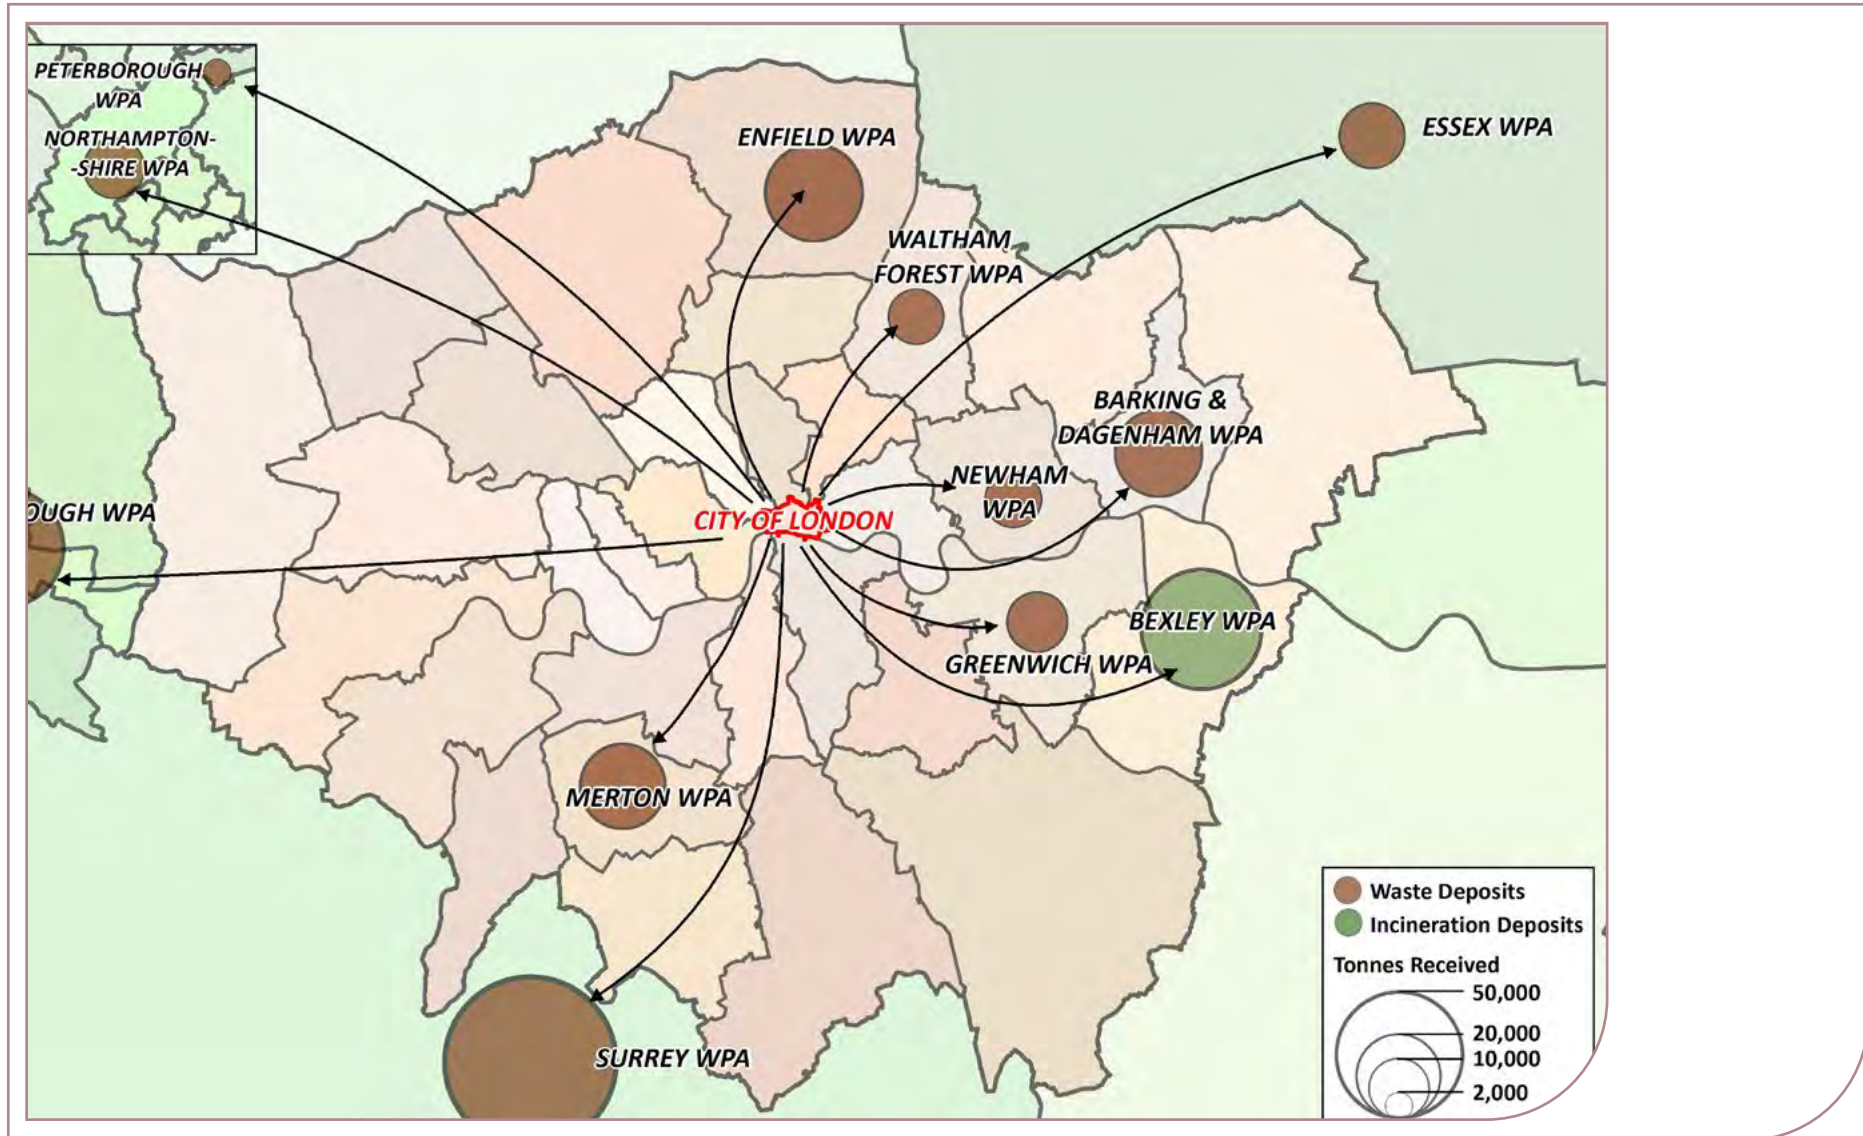 PETERBOROUGH
WPA
NORTHAMPTON-
-SHIRE WPA
ENFIELD WPA
ESSEX WPA
WALTHAM
FOREST WPA
BARKING &
DAGENHAM WPA
NEWHAM
WPA
OUGH WPA
CITY OF LONDON
BEXLEY WPA
GREENWICH WPA
MERTON WPA
SURREY WPA
Waste Deposits
Incineration Deposits
Tonnes Received
50,000
20,000
10,000
2,000